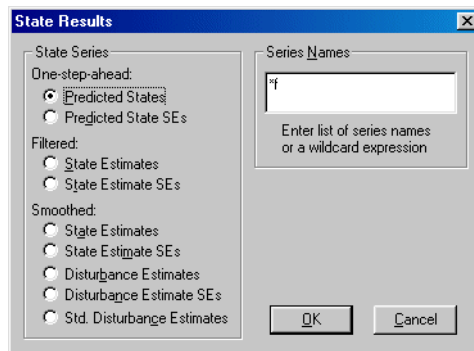 State Results
State Series
One-step-ahead:
Predicted States
Predicted State SEs
Filtered:
State Estimates
State Estimate SEs
Smoothed:
State Estimates
State Estimate SEs
Disturbance Estimates
Disturbance Estimate SEs
Std. Disturbance Estimates
Series Names
*f
Enter list of series names
or a wildcard expression
OK
Cancel